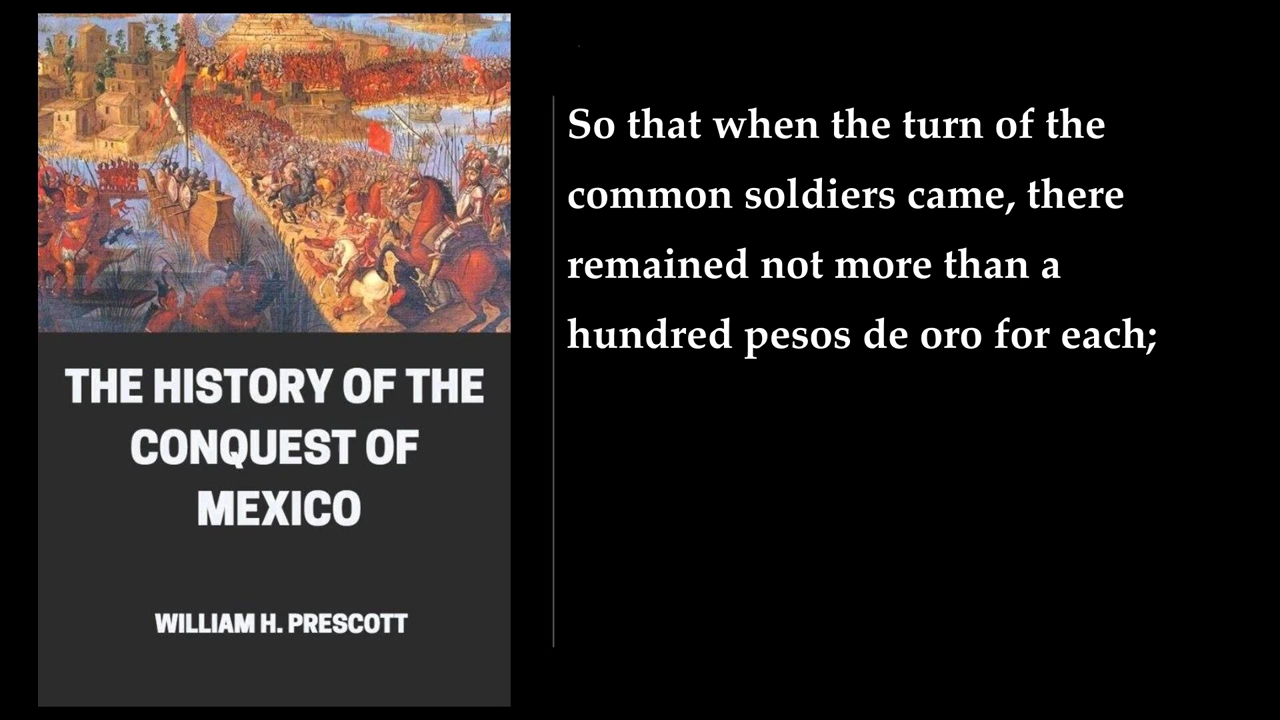 THE HISTORY OF THE
CONQUEST OF
MEXICO
WILLIAM H. PRESCOTT
So that when the turn of the
common soldiers came, there
remained not more than a
hundred pesos de oro for each;